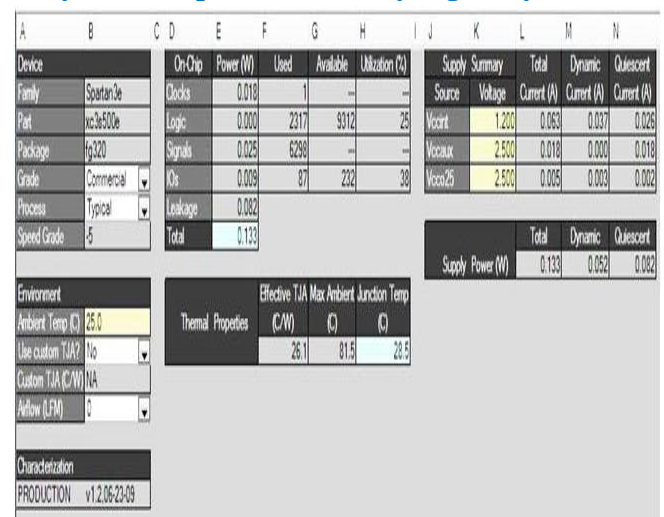 A B C D E F G H I J K L M N
Device
Family Spartan3e
Part xc3s500e
Package fg320
Grade Commercial
Process Typical
Speed Grade -5
Environment
Ambient Temp (C) 25.0
Use custom TJA? No
Custom TJA (C/W) NA
Airflow (LFM) 0
Characterization
PRODUCTION v1.2,06-23-09
On-Chip Power (W) Used Available Utilization (%)
Clocks 0.018 1 --- ---
Logic 0.000 2317 9312 25
Signals 0.025 6298 --- ---
IOs 0.009 87 232 38
Leakage 0.082
Total 0.133
Thermal Properties
Effective TJA Max Ambient Junction Temp
(C/W) (C) (C)
26.1 81.5 28.5
Supply Summary Total Dynamic Quiescent
Source Voltage Current (A) Current (A) Current (A)
Vccint 1.200 0.063 0.037 0.026
Vccaux 2.500 0.018 0.000 0.018
Vcco25 2.500 0.005 0.003 0.002
Total Dynamic Quiescent
Supply Power (W) 0.133 0.052 0.082